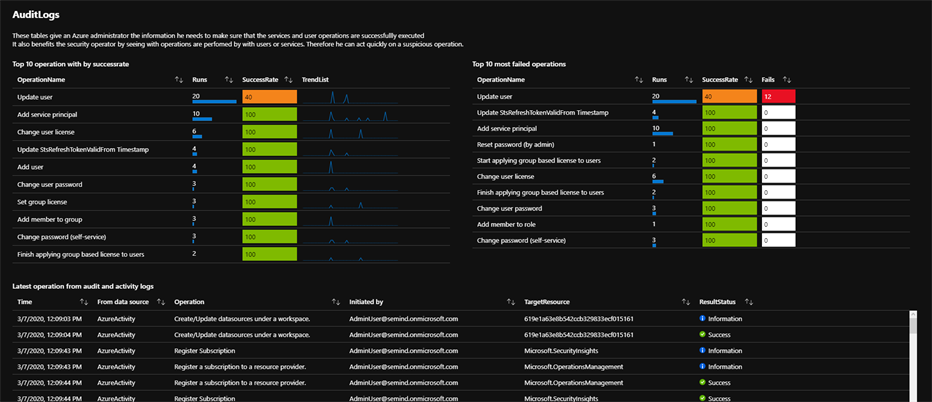 AuditLogs
These tables give an Azure administrator the information he needs to make sure that the services and user operations are successfully executed
It also benefits the security operator by seeing with operations are perfomed by with users or services. Therefore he can act quickly on a suspicious operation.
Top 10 operation with by successrate
OperationName Runs SuccessRate TrendList
Update user 20 40
Add service principal 10 100
Change user license 6 100
Update StsRefreshTokenValidFrom Timestamp 4 100
Add user 4 100
Change user password 3 100
Set group license 3 100
Add member to group 3 100
Change password (self-service) 3 100
Finish applying group based license to users 2 100
Top 10 most failed operations
OperationName Runs SuccessRate Fails
Update user 20 40 12
Update StsRefreshTokenValidFrom Timestamp 4 100 0
Add service principal 10 100 0
Reset password (by admin) 1 100 0
Start applying group based license to users 2 100 0
Change user license 6 100 0
Finish applying group based license to users 2 100 0
Change user password 3 100 0
Add member to role 1 100 0
Change password (self-service) 3 100 0
Latest operation from audit and activity logs
Time From data source Operation Initiated by TargetResource ResultStatus
3/7/2020, 12:09:03 PM AzureActivity Create/Update datasources under a workspace. AdminUser@semind.onmicrosoft.com 619e1a63e8b542ccb329833ecf015161 Information
3/7/2020, 12:09:04 PM AzureActivity Create/Update datasources under a workspace. AdminUser@semind.onmicrosoft.com 619e1a63e8b542ccb329833ecf015161 Success
3/7/2020, 12:09:43 PM AzureActivity Register Subscription AdminUser@semind.onmicrosoft.com Microsoft.SecurityInsights Information
3/7/2020, 12:09:43 PM AzureActivity Register a subscription to a resource provider. AdminUser@semind.onmicrosoft.com Microsoft.OperationsManagement Information
3/7/2020, 12:09:44 PM AzureActivity Register a subscription to a resource provider. AdminUser@semind.onmicrosoft.com Microsoft.OperationsManagement Success
3/7/2020, 12:09:44 PM AzureActivity Register Subscription AdminUser@semind.onmicrosoft.com Microsoft.SecurityInsights Success